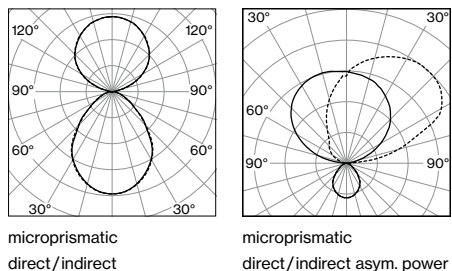 120° 120°
90° 90°
60° 60°
30° 30°
microprismatic
direct/indirect
30° 30°
60°
90° 90°
microprismatic
direct/indirect asym. power